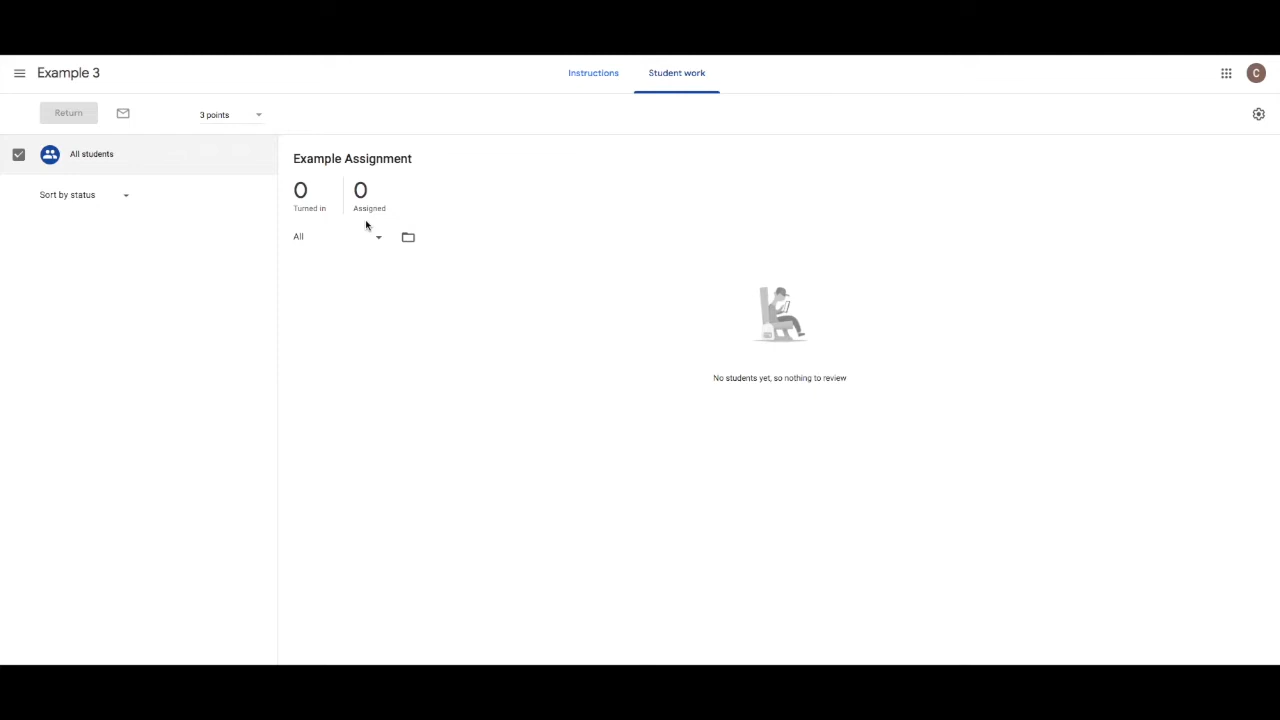 Example 3
Instructions
Student work
C
Return
3 points
All students
Example Assignment
0
0
Turned in
Assigned
Sort by status
All
No students yet, so nothing to review